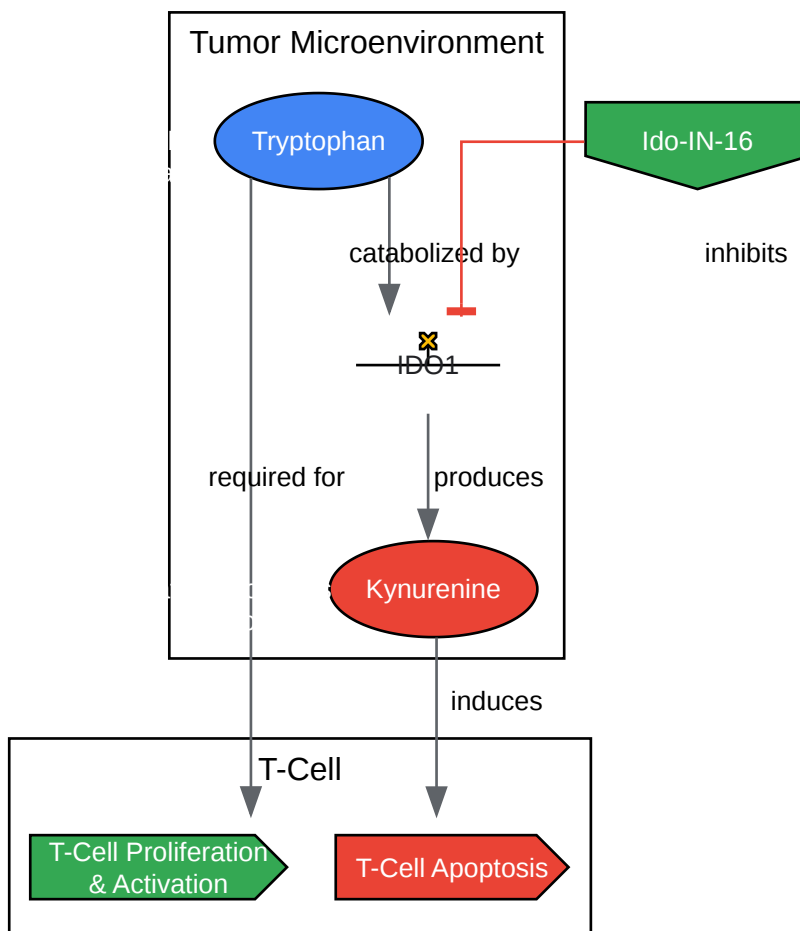 Tumor Microenvironment
Tryptophan
Ido-IN-16
catabolized by
inhibits
IDO1
required for
produces
Kynurenine
induces
T-Cell
T-Cell Proliferation
& Activation
T-Cell Apoptosis